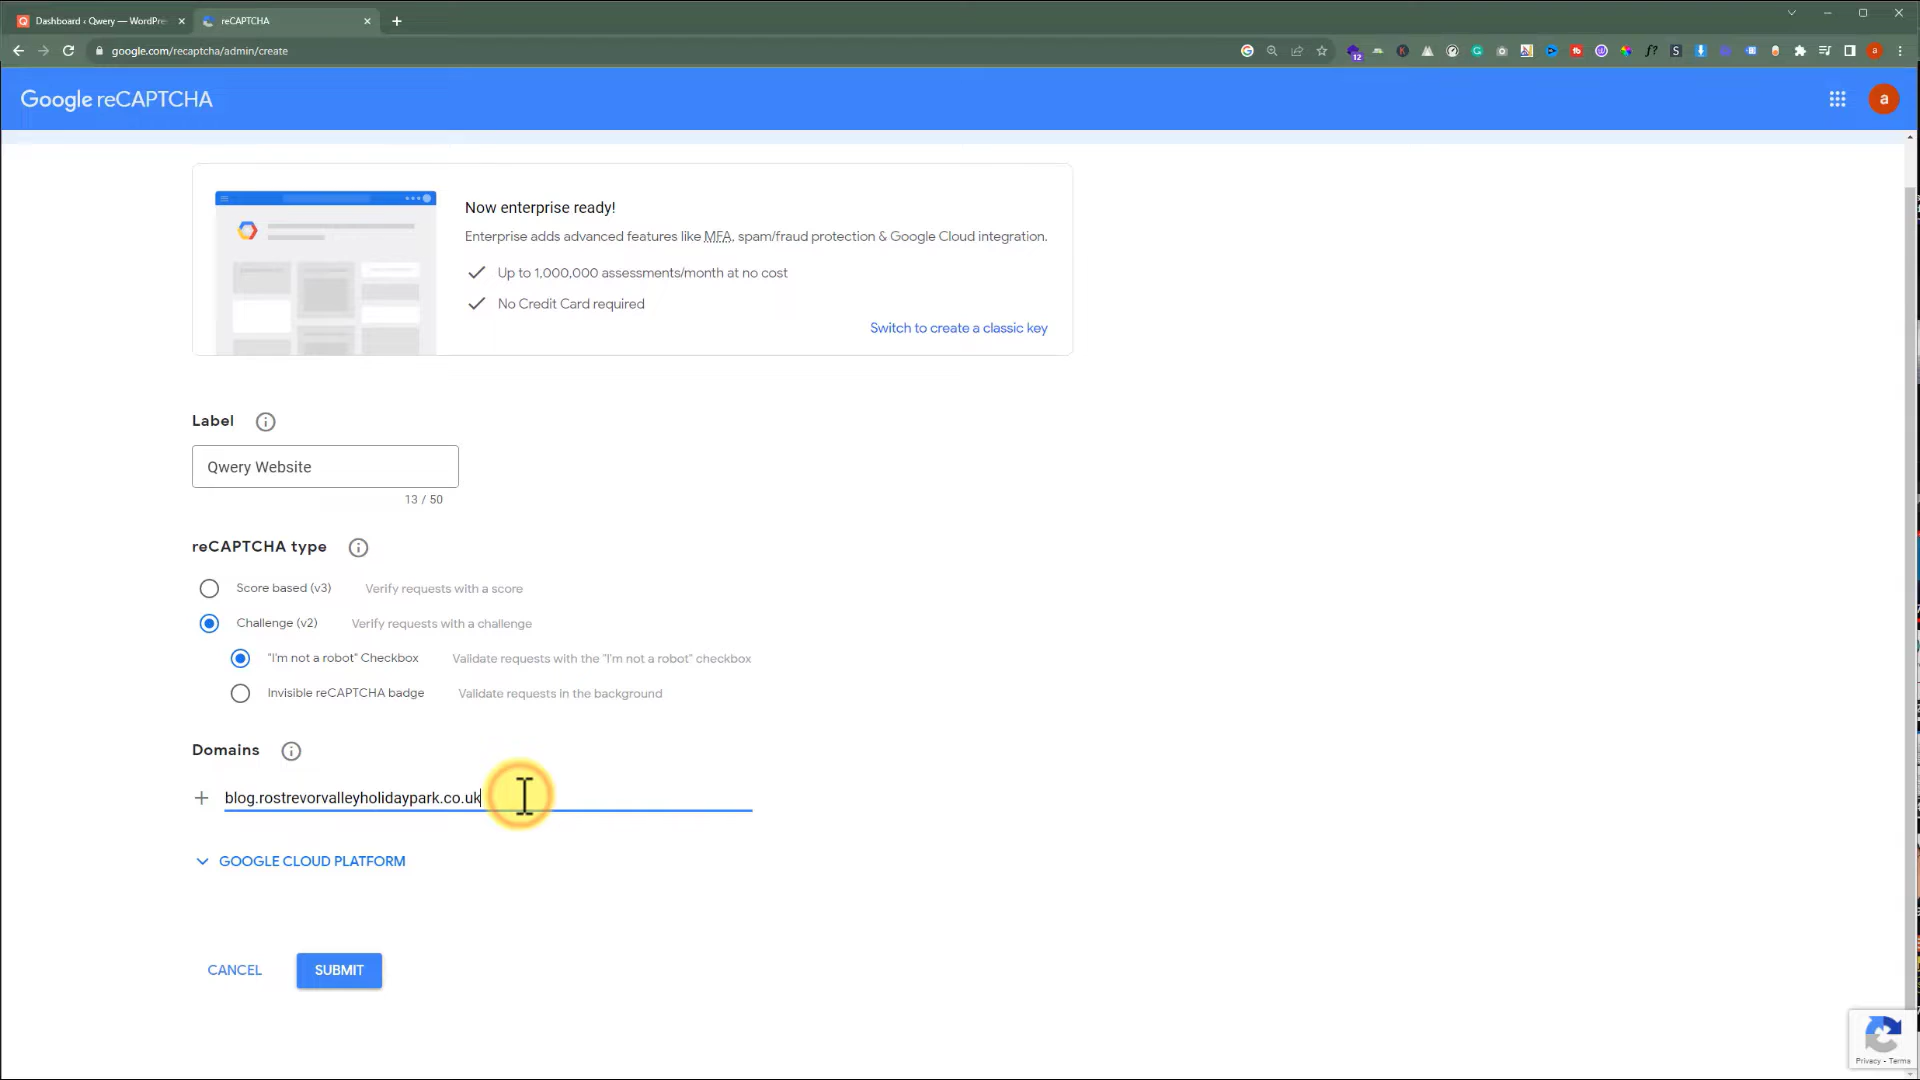 Dashboard ‹ Qwery — WordPre
reCAPTCHA
google.com/recaptcha/admin/create
12
a
Google reCAPTCHA
a
Now enterprise ready!
Enterprise adds advanced features like MFA, spam/fraud protection & Google Cloud integration.
Up to 1,000,000 assessments/month at no cost
No Credit Card required
Switch to create a classic key
Label
Qwery Website
13 / 50
reCAPTCHA type
Score based (v3) Verify requests with a score
Challenge (v2) Verify requests with a challenge
"I'm not a robot" Checkbox Validate requests with the "I'm not a robot" checkbox
Invisible reCAPTCHA badge Validate requests in the background
Domains
blog.rostrevorvalleyholidaypark.co.uk
GOOGLE CLOUD PLATFORM
CANCEL
SUBMIT
Privacy - Terms